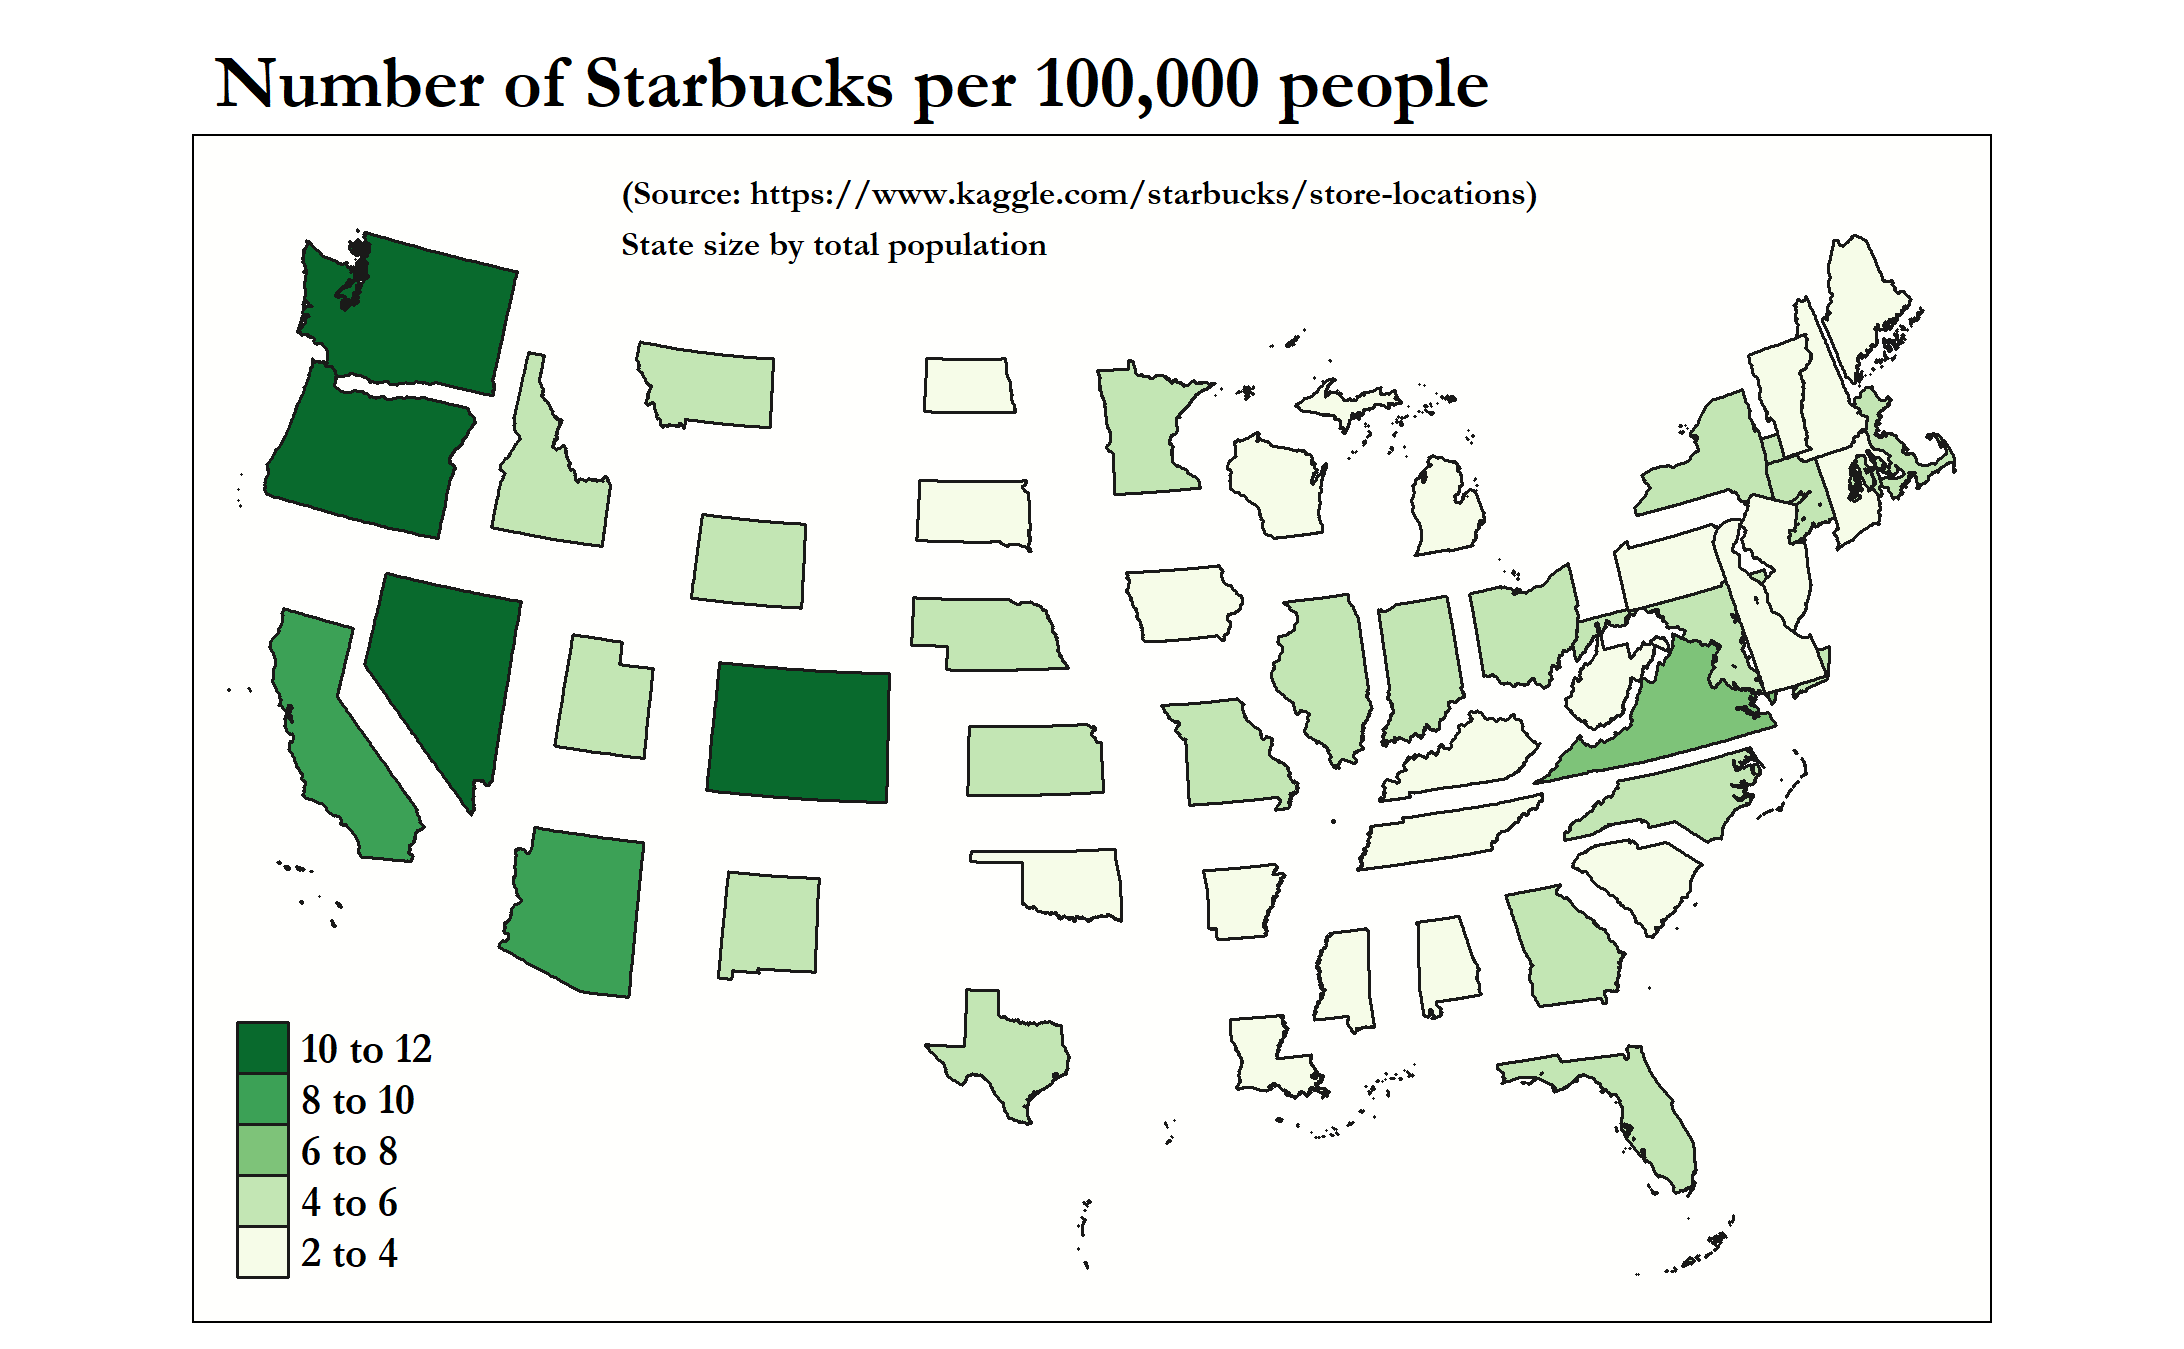 Number of Starbucks per 100,000 people
(Source: https://www.kaggle.com/starbucks/store-locations)
State size by total population
10 to 12
8 to 10
6 to 8
4 to 6
2 to 4